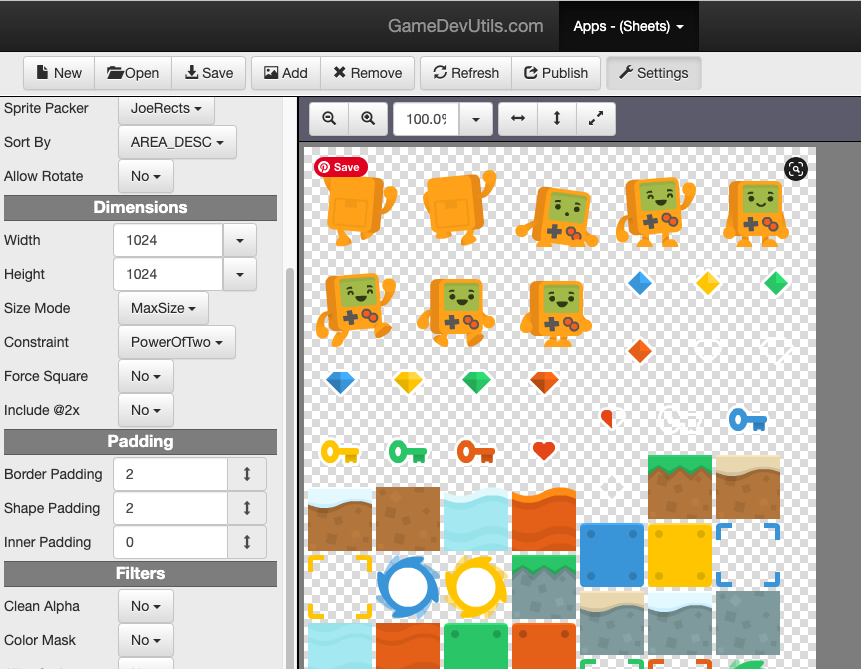 GameDevUtils.com Apps - (Sheets)
New Open Save Add Remove Refresh Publish Settings
Sprite Packer JoeRects
100.0%
Sort By AREA_DESC
Allow Rotate No
Save
Dimensions
Width 1024
Height 1024
Size Mode MaxSize
Constraint PowerOfTwo
Force Square No
Include @2x No
Padding
Border Padding 2
Shape Padding 2
Inner Padding 0
Filters
Clean Alpha No
Color Mask No